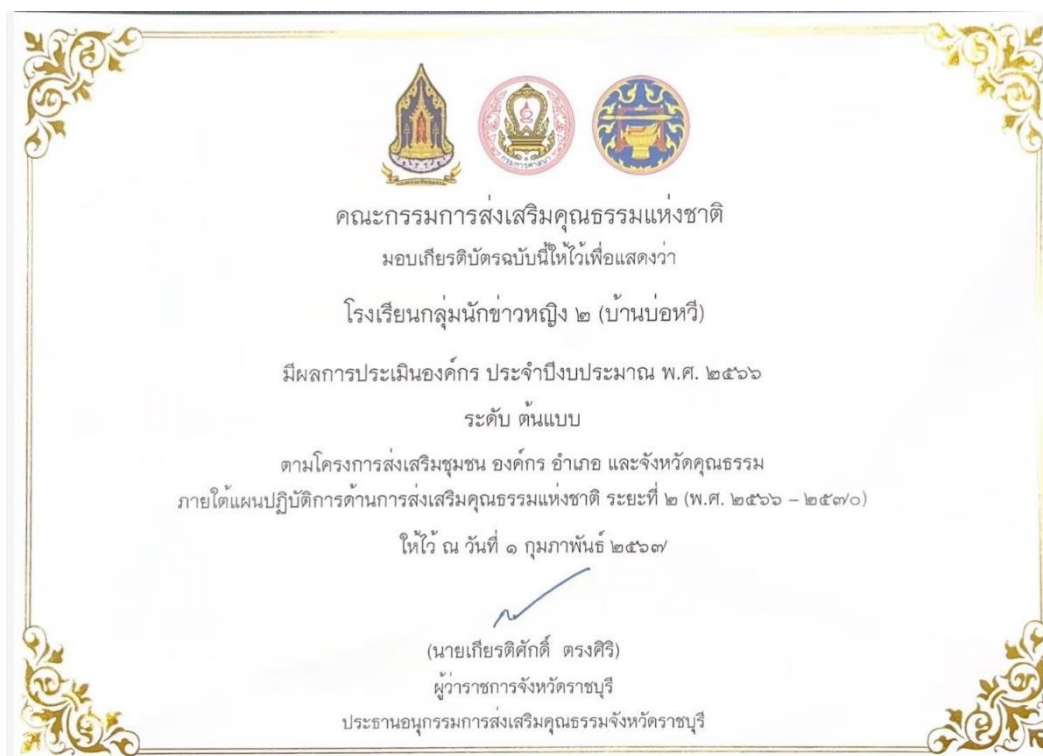 กรมการศาสนา
คณะกรรมการส่งเสริมคุณธรรมแห่งชาติ
มอบเกียรติบัตรฉบับนี้ให้ไว้เพื่อแสดงว่า
โรงเรียนกลุ่มนักข่าวหญิง ๒ (บ้านบ่อหวี)
มีผลการประเมินองค์กร ประจำปีงบประมาณ พ.ศ. ๒๕๖๖
ระดับ ต้นแบบ
ตามโครงการส่งเสริมชุมชน องค์กร อำเภอ และจังหวัดคุณธรรม
ภายใต้แผนปฏิบัติการด้านการส่งเสริมคุณธรรมแห่งชาติ ระยะที่ ๒ (พ.ศ. ๒๕๖๖ – ๒๕๗๐)
ให้ไว้ ณ วันที่ ๑ กุมภาพันธ์ ๒๕๖๗
(นายเกียรติศักดิ์ ตรงศิริ)
ผู้ว่าราชการจังหวัดราชบุรี
ประธานอนุกรรมการส่งเสริมคุณธรรมจังหวัดราชบุรี